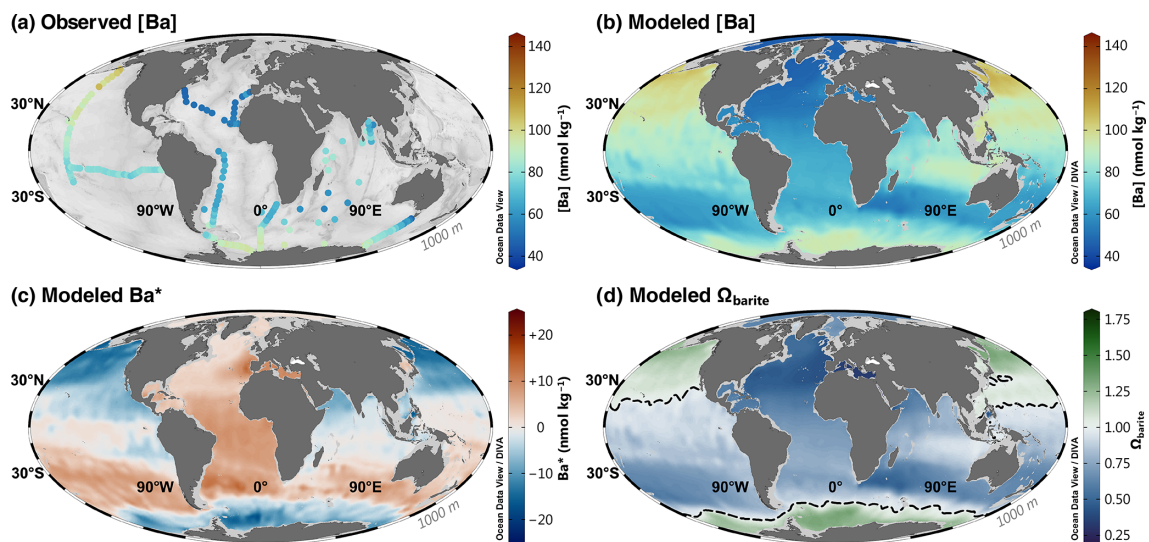 (a) Observed [Ba]
30°N
30°S
90°W
0°
90°E
1000 m
Ocean Data View
140
120
100
80
60
40
[Ba] (nmol kg⁻¹)
(b) Modeled [Ba]
30°N
30°S
90°W
0°
90°E
1000 m
Ocean Data View / DIVA
140
120
100
80
60
40
[Ba] (nmol kg⁻¹)
(c) Modeled Ba*
30°N
30°S
90°W
0°
90°E
1000 m
Ocean Data View / DIVA
+20
+10
0
−10
−20
Ba* (nmol kg⁻¹)
(d) Modeled Ωbarite
30°N
30°S
90°W
0°
90°E
1000 m
Ocean Data View / DIVA
1.75
1.50
1.25
1.00
0.75
0.50
0.25
Ωbarite